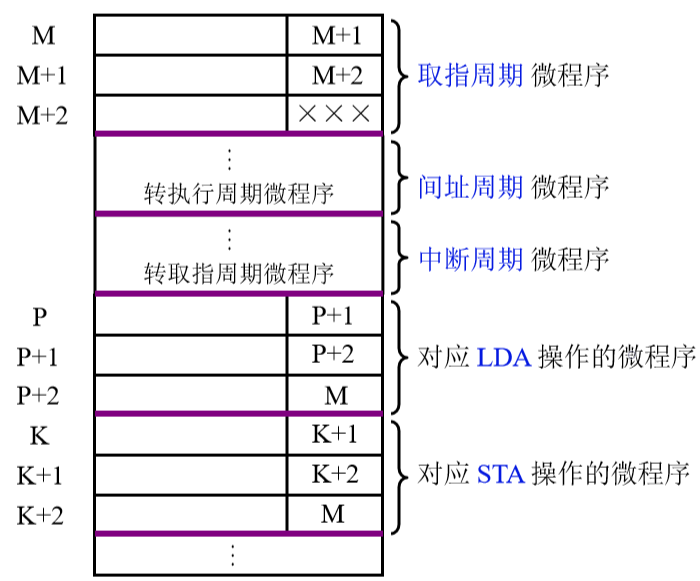 M M+1
M+1 M+2 取指周期 微程序
M+2 ×××
⋮
转执行周期微程序 间址周期 微程序
⋮
转取指周期微程序 中断周期 微程序
P P+1
P+1 P+2 对应 LDA 操作的微程序
P+2 M
K K+1
K+1 K+2 对应 STA 操作的微程序
K+2 M
⋮